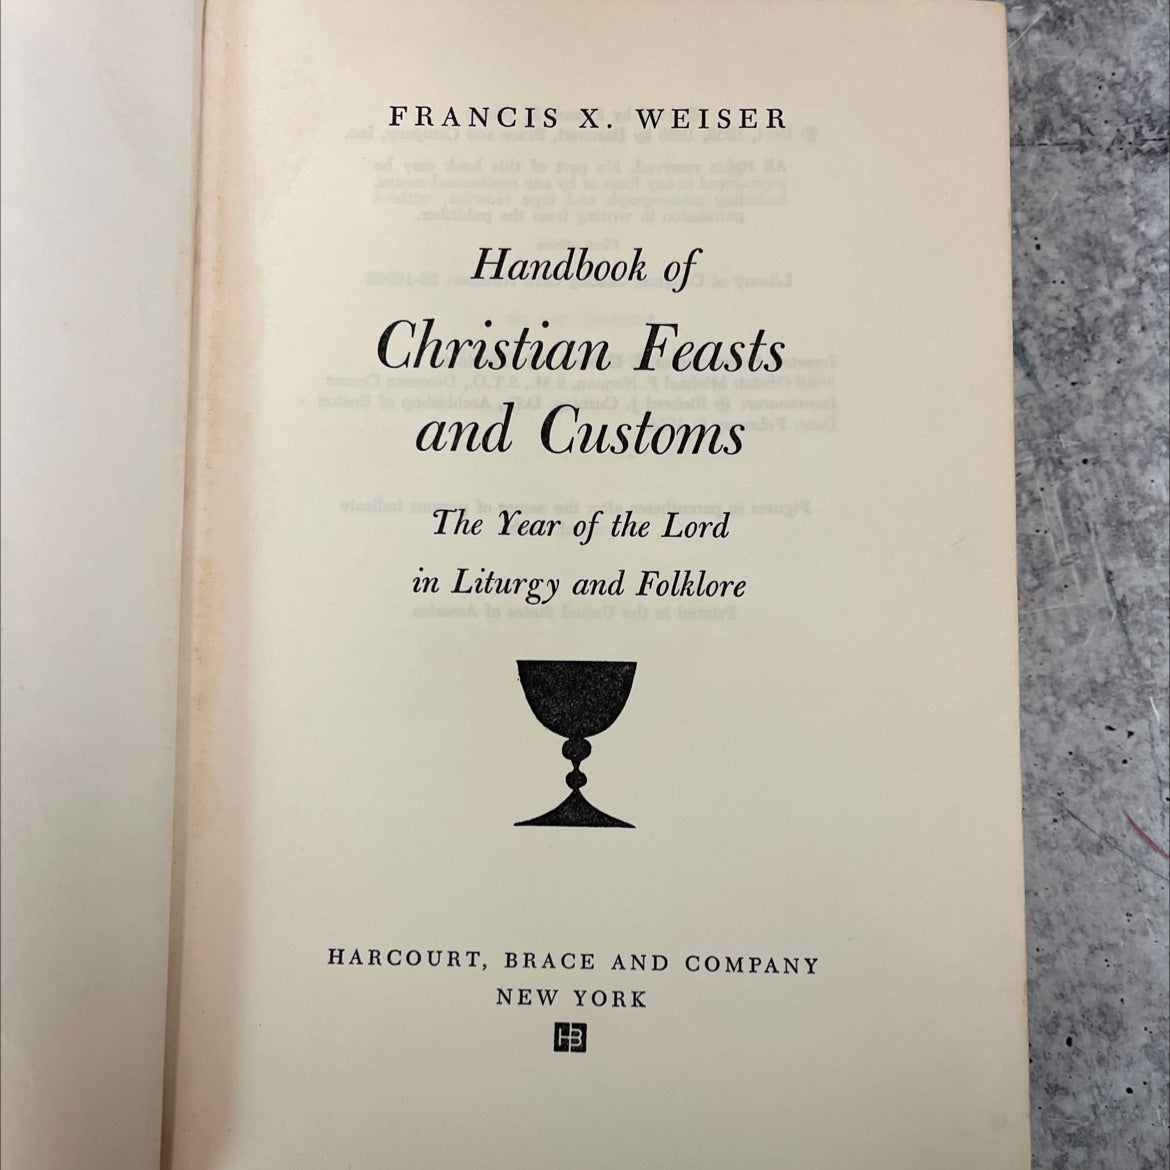 FRANCIS X. WEISER
Handbook of
Christian Feasts
and Customs
The Year of the Lord
in Liturgy and Folklore
HARCOURT, BRACE AND COMPANY
NEW YORK
HB